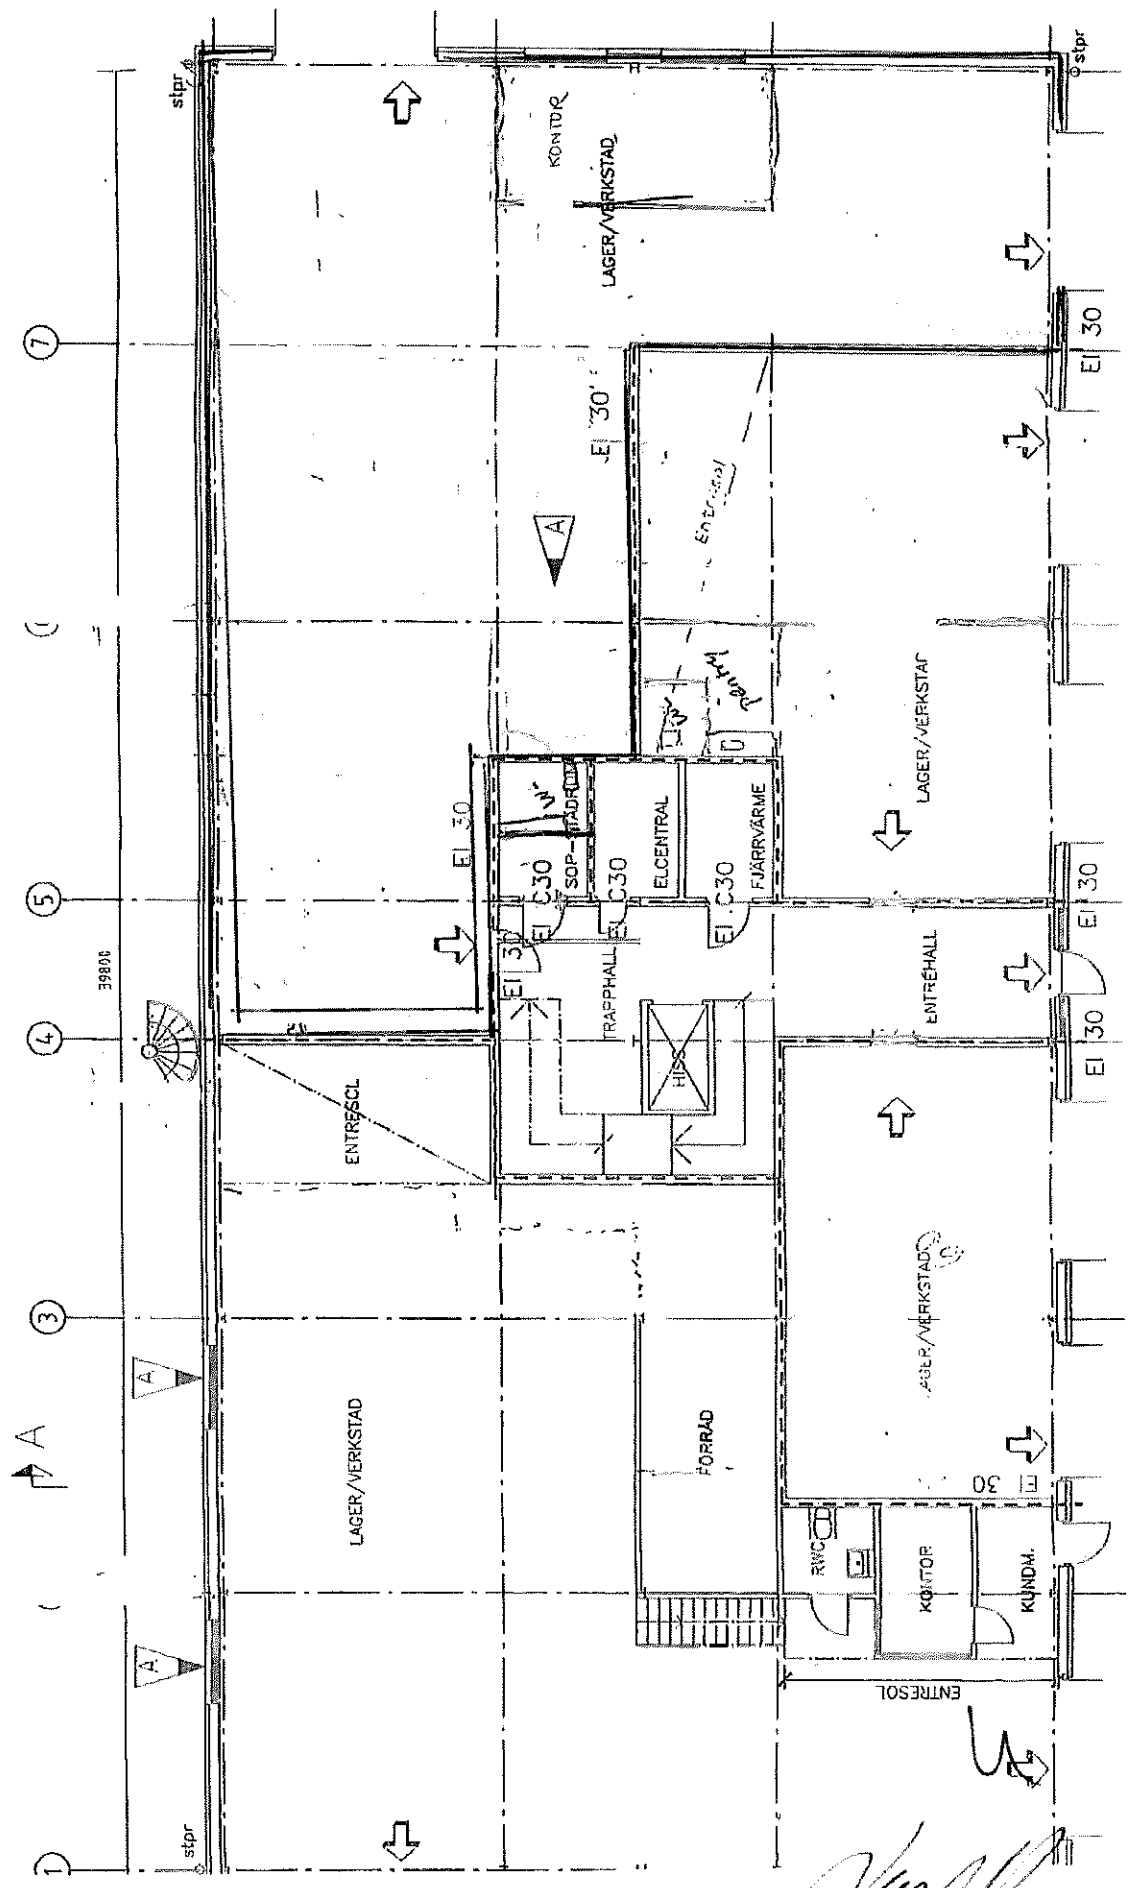 stpr
stpr
KONTOR
LAGER/VERKSTAD
7
EI 30
EI 30
Entresol
A
pentry
LAGER/VERKSTAD
EI 30
SOP-STÄDR
ELCENTRAL
FJÄRRVÄRME
EI C30
EI C30
EI C30
EI 30
5
39800
4
TRAPPHALL
ENTRÉHALL
EI 30
EI 30
HISS
ENTRESOL
3
A
A
LAGER/VERKSTAD
FÖRRÅD
LAGER/VERKSTAD
EI 30
RWC
KONTOR
KUNDM.
A
ENTRESOL
stpr
1